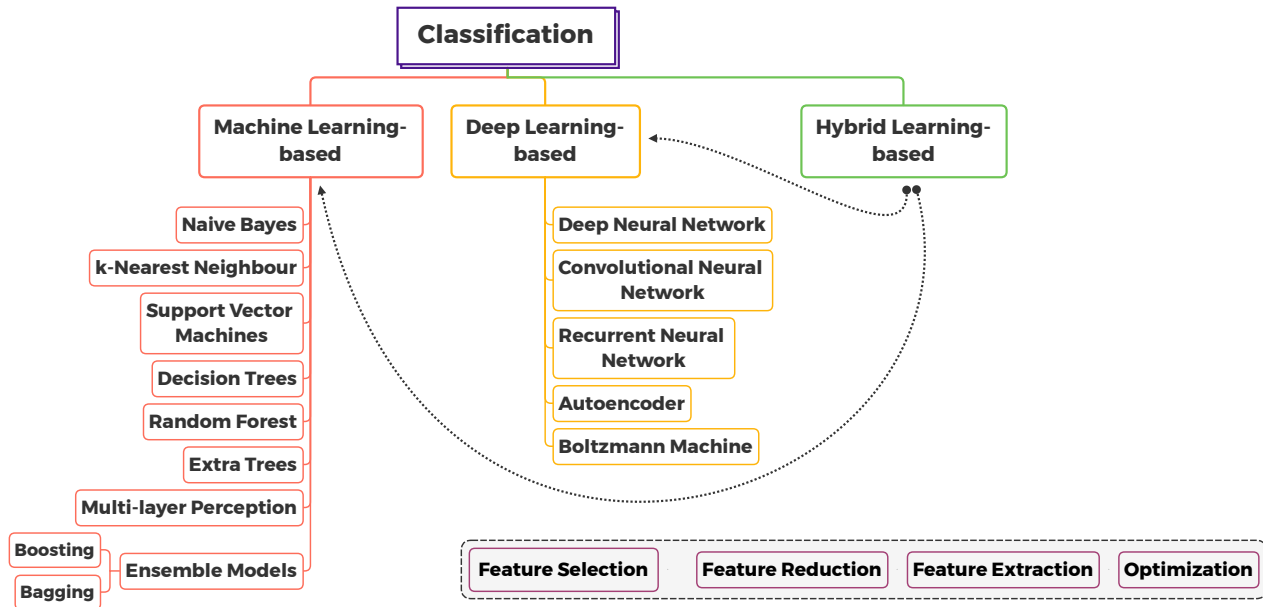 Classification
Machine Learning-
based
Deep Learning-
based
Hybrid Learning-
based
Naive Bayes
k-Nearest Neighbour
Support Vector
Machines
Decision Trees
Random Forest
Extra Trees
Multi-layer Perception
Ensemble Models
Boosting
Bagging
Deep Neural Network
Convolutional Neural
Network
Recurrent Neural
Network
Autoencoder
Boltzmann Machine
Feature Selection
Feature Reduction
Feature Extraction
Optimization